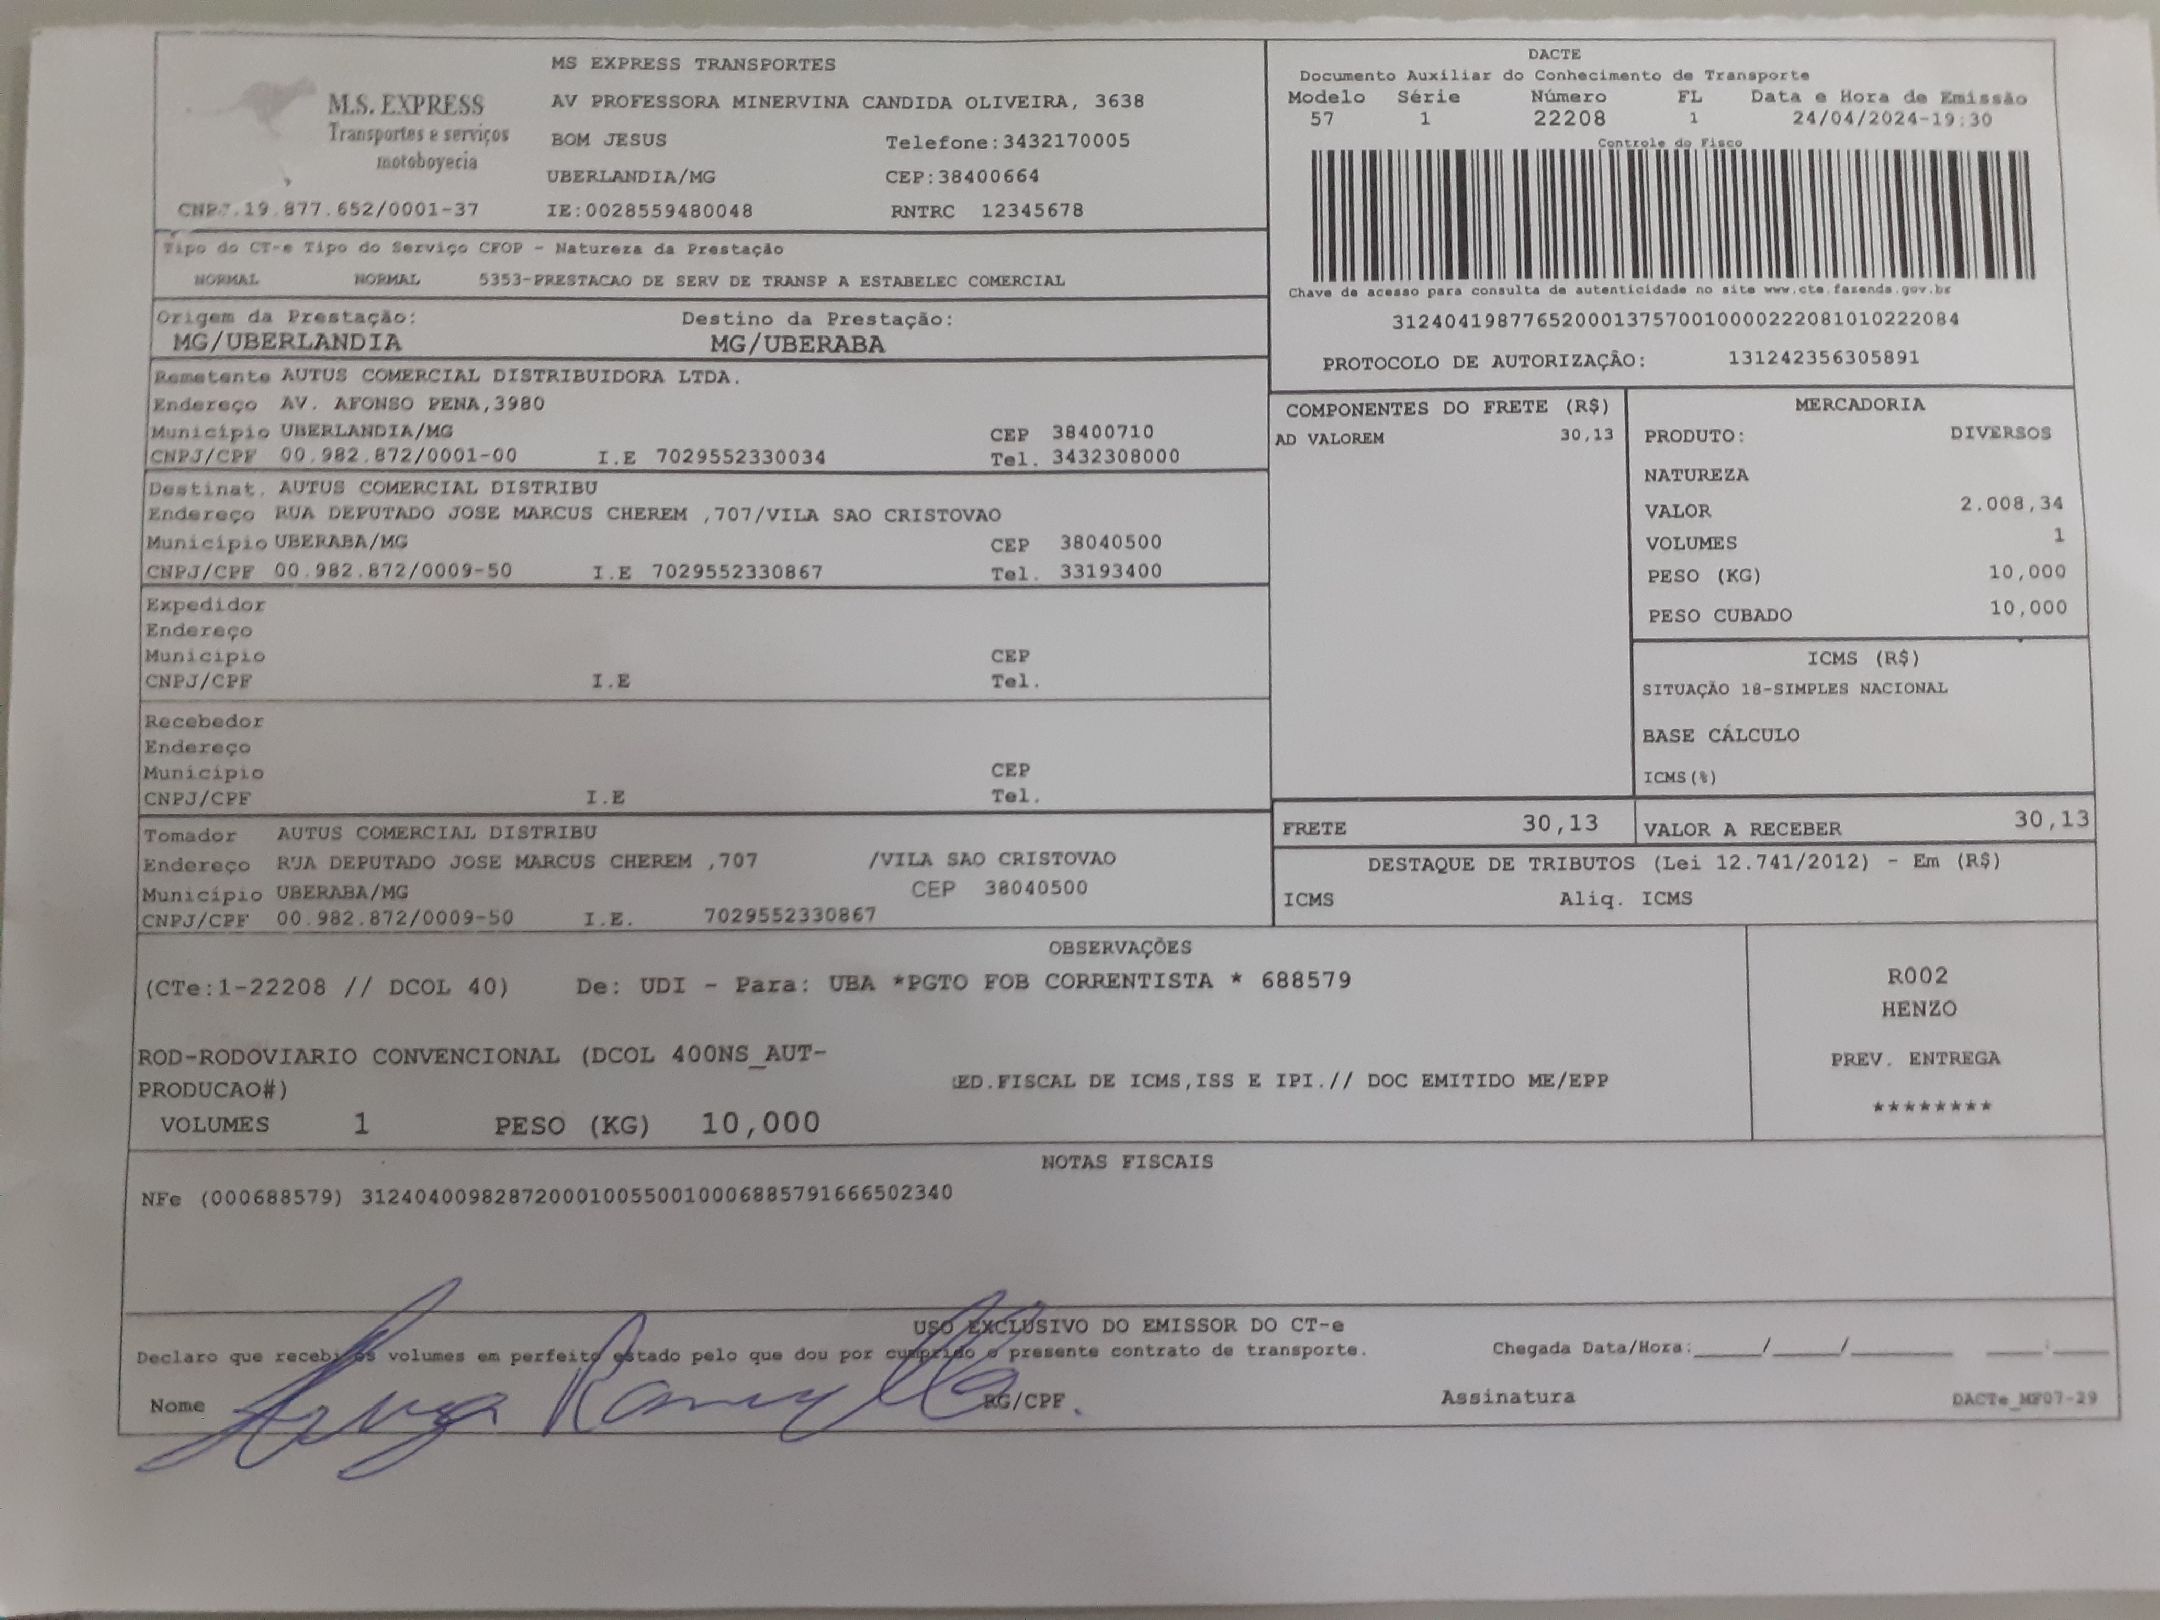 M.S. EXPRESS
Transportes e serviços
motoboyecia
CNPJ.19.877.652/0001-37
MS EXPRESS TRANSPORTES
AV PROFESSORA MINERVINA CANDIDA OLIVEIRA, 3638
BOM JESUS Telefone:3432170005
UBERLANDIA/MG CEP:38400664
IE:0028559480048 RNTRC 12345678
DACTE
Documento Auxiliar do Conhecimento de Transporte
Modelo Série Número FL Data e Hora de Emissão
57 1 22208 1 24/04/2024-19:30
Controle do Fisco
Chave de acesso para consulta de autenticidade no site www.cte.fazenda.gov.br
31240419877652000137570010000222081010222084
PROTOCOLO DE AUTORIZAÇÃO: 131242356305891
Tipo do CT-e Tipo do Serviço CFOP - Natureza da Prestação
NORMAL NORMAL 5353-PRESTACAO DE SERV DE TRANSP A ESTABELEC COMERCIAL
Origem da Prestação: Destino da Prestação:
MG/UBERLANDIA MG/UBERABA
Remetente AUTUS COMERCIAL DISTRIBUIDORA LTDA.
Endereço AV. AFONSO PENA,3980
Município UBERLANDIA/MG CEP 38400710
CNPJ/CPF 00.982.872/0001-00 I.E 7029552330034 Tel. 3432308000
Destinat. AUTUS COMERCIAL DISTRIBU
Endereço RUA DEPUTADO JOSE MARCUS CHEREM ,707/VILA SAO CRISTOVAO
Município UBERABA/MG CEP 38040500
CNPJ/CPF 00.982.872/0009-50 I.E 7029552330867 Tel. 33193400
Expedidor
Endereço
Município CEP
CNPJ/CPF I.E Tel.
Recebedor
Endereço
Município CEP
CNPJ/CPF I.E Tel.
Tomador AUTUS COMERCIAL DISTRIBU
Endereço RUA DEPUTADO JOSE MARCUS CHEREM ,707 /VILA SAO CRISTOVAO
Município UBERABA/MG CEP 38040500
CNPJ/CPF 00.982.872/0009-50 I.E. 7029552330867
COMPONENTES DO FRETE (R$)
AD VALOREM 30,13
MERCADORIA
PRODUTO: DIVERSOS
NATUREZA
VALOR 2.008,34
VOLUMES 1
PESO (KG) 10,000
PESO CUBADO 10,000
ICMS (R$)
SITUAÇÃO 18-SIMPLES NACIONAL
BASE CÁLCULO
ICMS(%)
FRETE 30,13 VALOR A RECEBER 30,13
DESTAQUE DE TRIBUTOS (Lei 12.741/2012) - Em (R$)
ICMS Aliq. ICMS
OBSERVAÇÕES
(CTe:1-22208 // DCOL 40) De: UDI - Para: UBA *PGTO FOB CORRENTISTA * 688579
ROD-RODOVIARIO CONVENCIONAL (DCOL 400NS_AUT-
PRODUCAO#)
ED.FISCAL DE ICMS,ISS E IPI.// DOC EMITIDO ME/EPP
VOLUMES 1 PESO (KG) 10,000
R002
HENZO
PREV. ENTREGA
********
NOTAS FISCAIS
NFe (000688579) 31240400982872000100550010006885791666502340
USO EXCLUSIVO DO EMISSOR DO CT-e
Declaro que recebi os volumes em perfeito estado pelo que dou por cumprido o presente contrato de transporte. Chegada Data/Hora:_____/_____/_________ ____:____
Nome RG/CPF. Assinatura DACTe_MF07-29